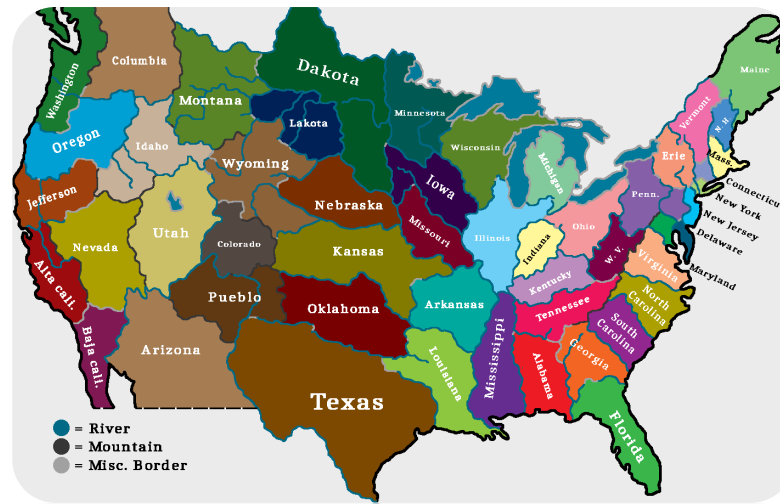 Washington
Columbia
Montana
Dakota
Minnesota
Maine
Oregon
Idaho
Lakota
Wisconsin
Michigan
Vermont
N.H
Mass.
Connecticut
Jefferson
Wyoming
Iowa
Erie
New York
Nevada
Utah
Colorado
Nebraska
Missouri
Illinois
Indiana
Ohio
Penn.
New Jersey
Delaware
Maryland
Alta cali.
Kansas
Kentucky
W. V.
Virginia
Baja cali.
Arizona
Pueblo
Oklahoma
Arkansas
Tennessee
North
Carolina
South
Carolina
Texas
Louisiana
Mississippi
Alabama
Georgia
Florida
= River
= Mountain
= Misc. Border